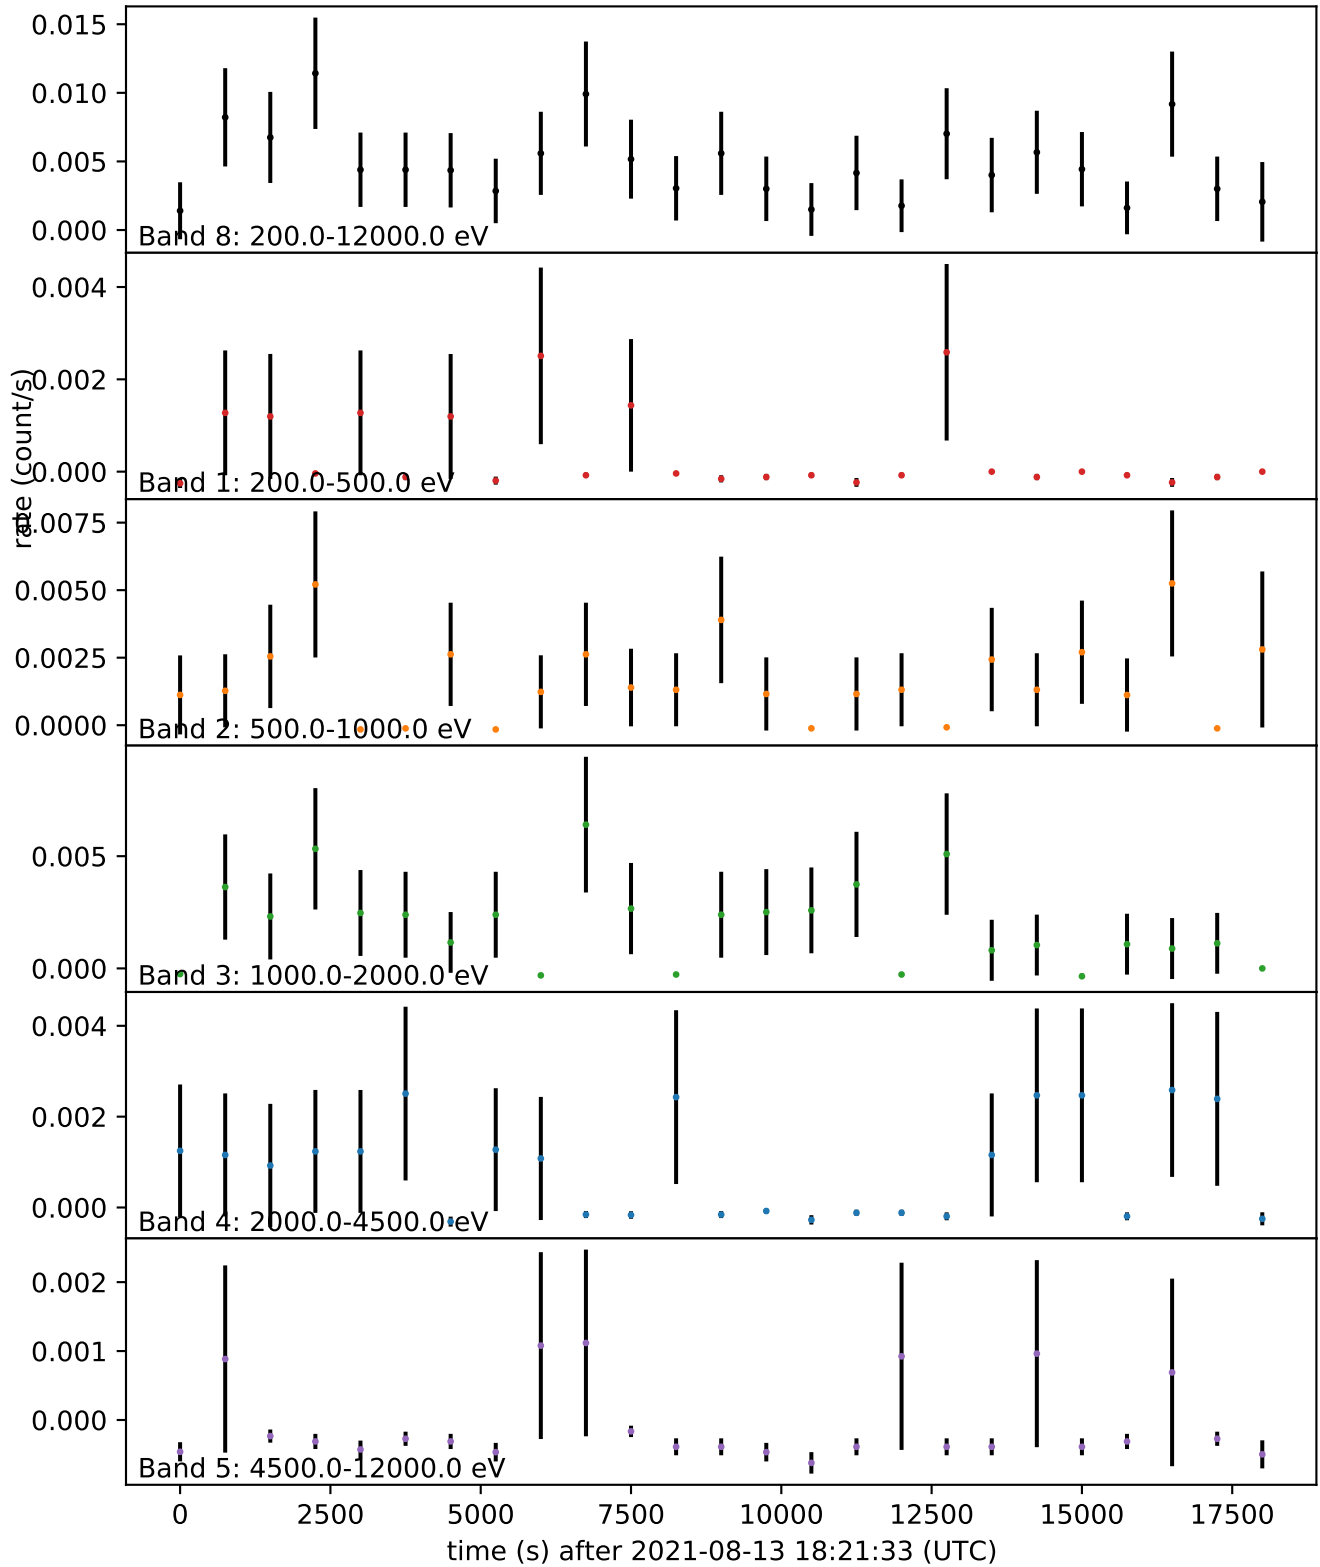 0.015
0.010
0.005
0.000
Band 8: 200.0-12000.0 eV
0.004
0.002
0.000
Band 1: 200.0-500.0 eV
rate (count/s)
0.0075
0.0050
0.0025
0.0000
Band 2: 500.0-1000.0 eV
0.005
0.000
Band 3: 1000.0-2000.0 eV
0.004
0.002
0.000
Band 4: 2000.0-4500.0 eV
0.002
0.001
0.000
Band 5: 4500.0-12000.0 eV
0 2500 5000 7500 10000 12500 15000 17500
time (s) after 2021-08-13 18:21:33 (UTC)